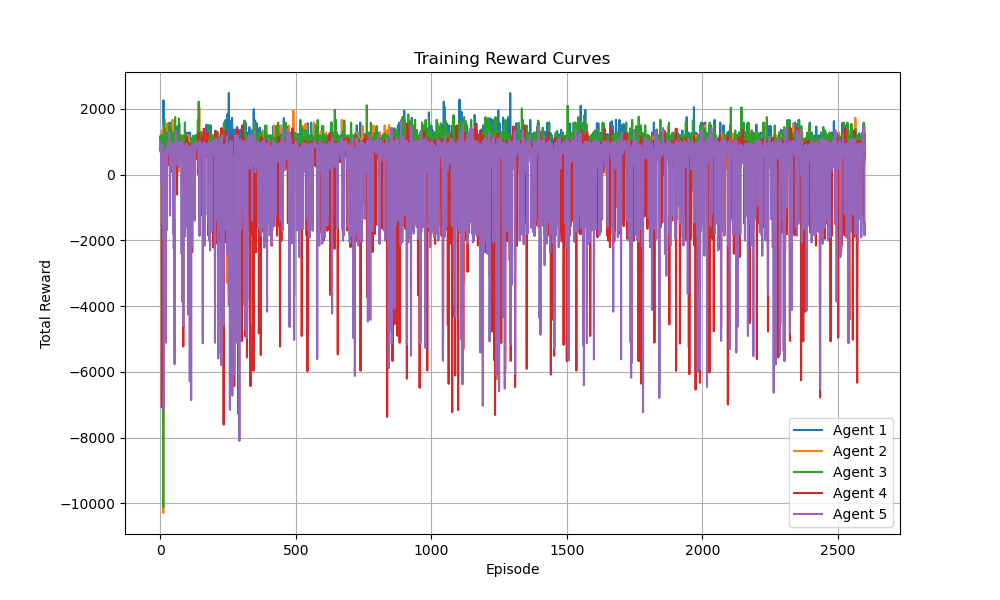 Training Reward Curves
Total Reward
2000
0
−2000
−4000
−6000
−8000
−10000
0 500 1000 1500 2000 2500
Episode
Agent 1
Agent 2
Agent 3
Agent 4
Agent 5